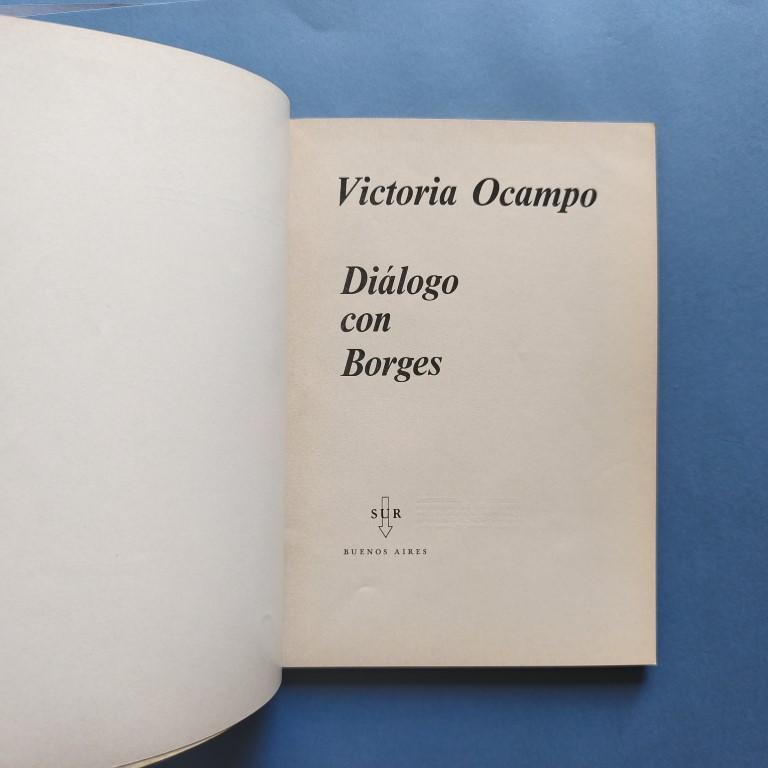 Victoria Ocampo
Diálogo
con
Borges
SUR
BUENOS AIRES